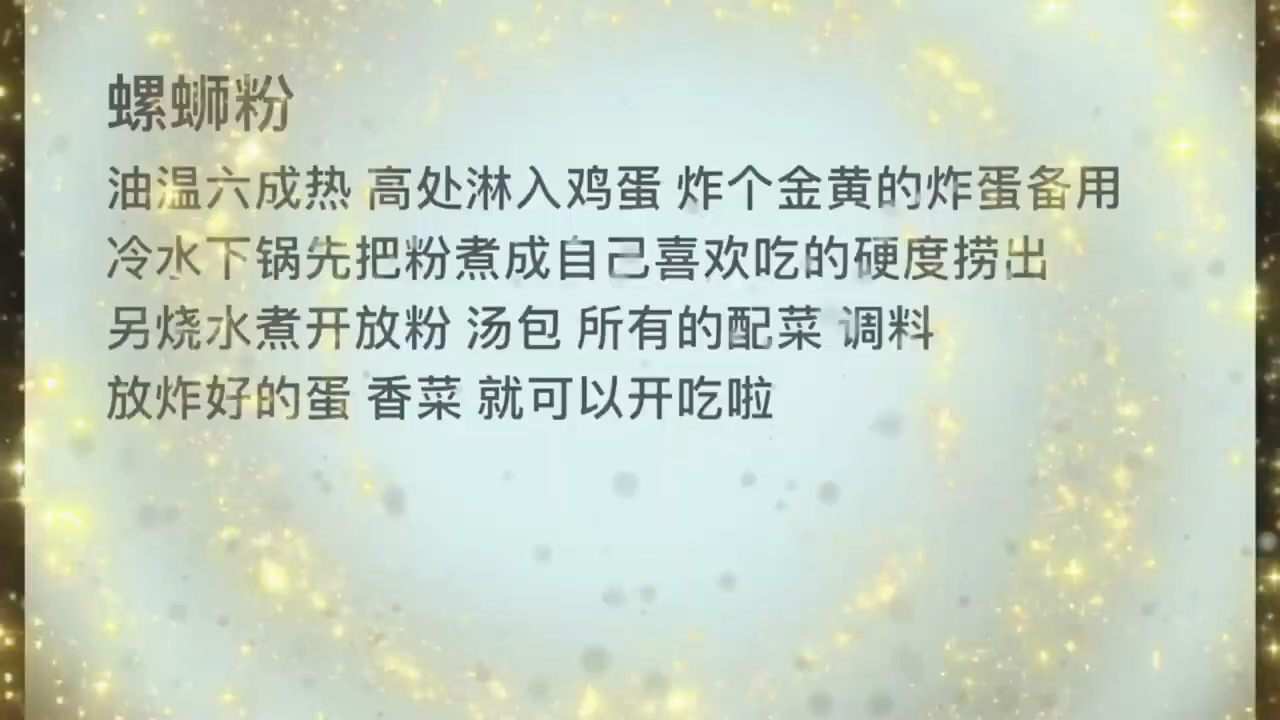 螺蛳粉
油温六成热 高处淋入鸡蛋 炸个金黄的炸蛋备用
冷水下锅先把粉煮成自己喜欢吃的硬度捞出
另烧水煮开放粉 汤包 所有的配菜 调料
放炸好的蛋 香菜 就可以开吃啦